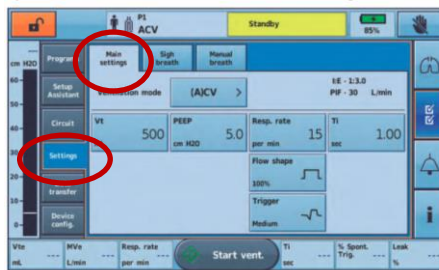 P1
ACV
Standby
85%
cm H2O
Program
Main settings
Sigh breath
Manual breath
60-
Setup Assistant
Ventilation mode
(A)CV >
I:E - 1:3.0
PIF - 30 L/min
50-
40-
Circuit
Vt
500
PEEP
cm H2O
5.0
Resp. rate
per min
15
Ti
sec
1.00
30-
Settings
Flow shape
100%
20-
transfer
Trigger
Medium
10-
0-
Device config.
Vte
mL
---
MVe
L/min
---
Resp. rate
per min
---
Start vent.
Ti
sec
---
% Spont. Trig.
---
Leak
%
---